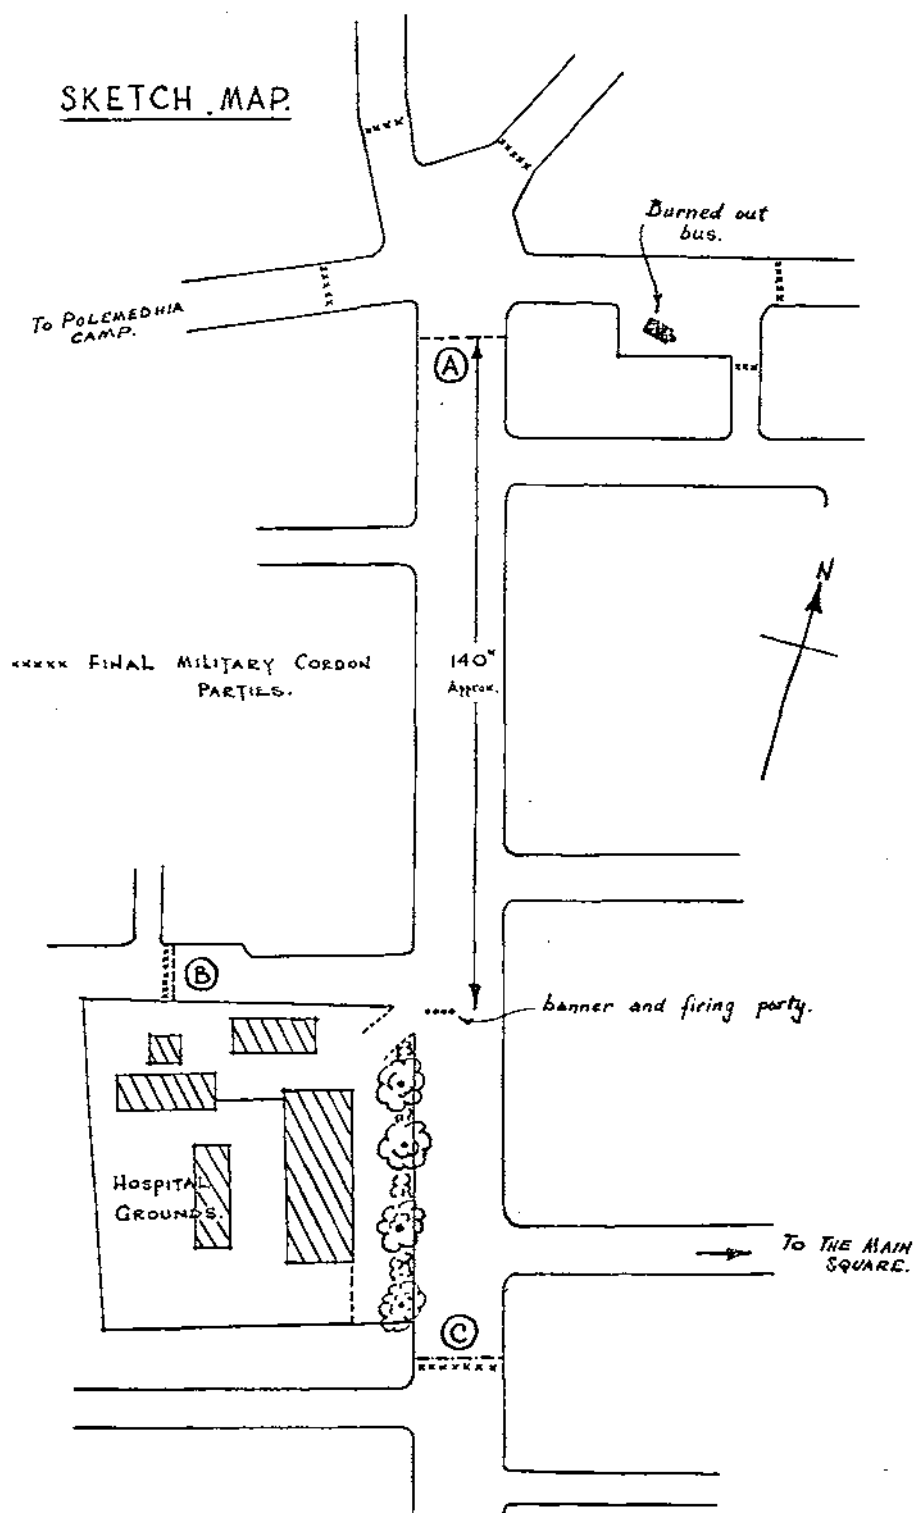 SKETCH MAP.
Burned out
bus.
To POLEMEDHIA
CAMP.
A
N
xxxxx FINAL MILITARY CORDON
PARTIES.
140ˣ
Approx.
B
banner and firing party.
HOSPITAL
GROUNDS.
To THE MAIN
SQUARE.
C